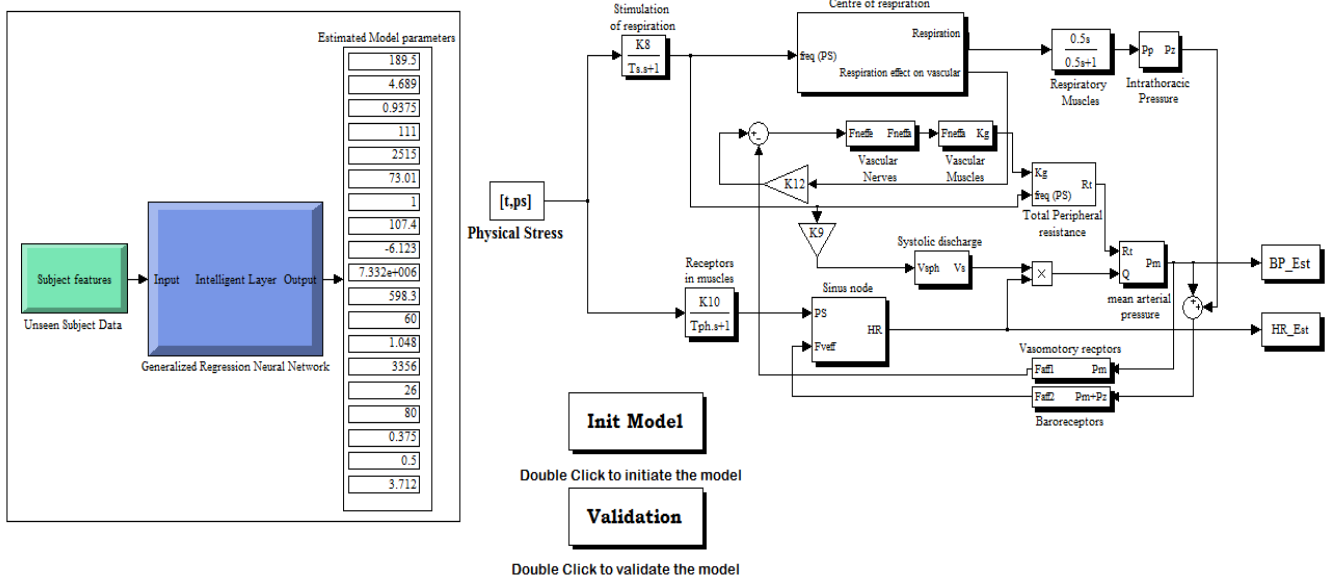 Estimated Model parameters
189.5
4.689
0.9375
111
2515
73.01
1
107.4
-6.123
7.332e+006
598.3
60
1.048
3356
26
80
0.375
0.5
3.712
Subject features
Unseen Subject Data
Input Intelligent Layer Output
Generalized Regression Neural Network
[t,ps]
Physical Stress
Stimulation
of respiration
K8
Ts.s+1
Centre of respiration
freq (PS)
Respiration
Respiration effect on vascular
0.5s
0.5s+1
Respiratory
Muscles
Pp Pz
Intrathoracic
Pressure
+
-
Fneffe Fneffa
Vascular
Nerves
Fneffa Kg
Vascular
Muscles
K12
Kg
freq (PS)
Rt
Total Peripheral
resistance
K9
Systolic discharge
Vsph Vs
×
Rt
Q
Pm
mean arterial
pressure
+
+
BP_Est
HR_Est
Receptors
in muscles
K10
Tph.s+1
Sinus node
PS
Fveff
HR
Vasomotory recptors
Faff1 Pm
Faff2 Pm+Pz
Baroreceptors
Init Model
Double Click to initiate the model
Validation
Double Click to validate the model